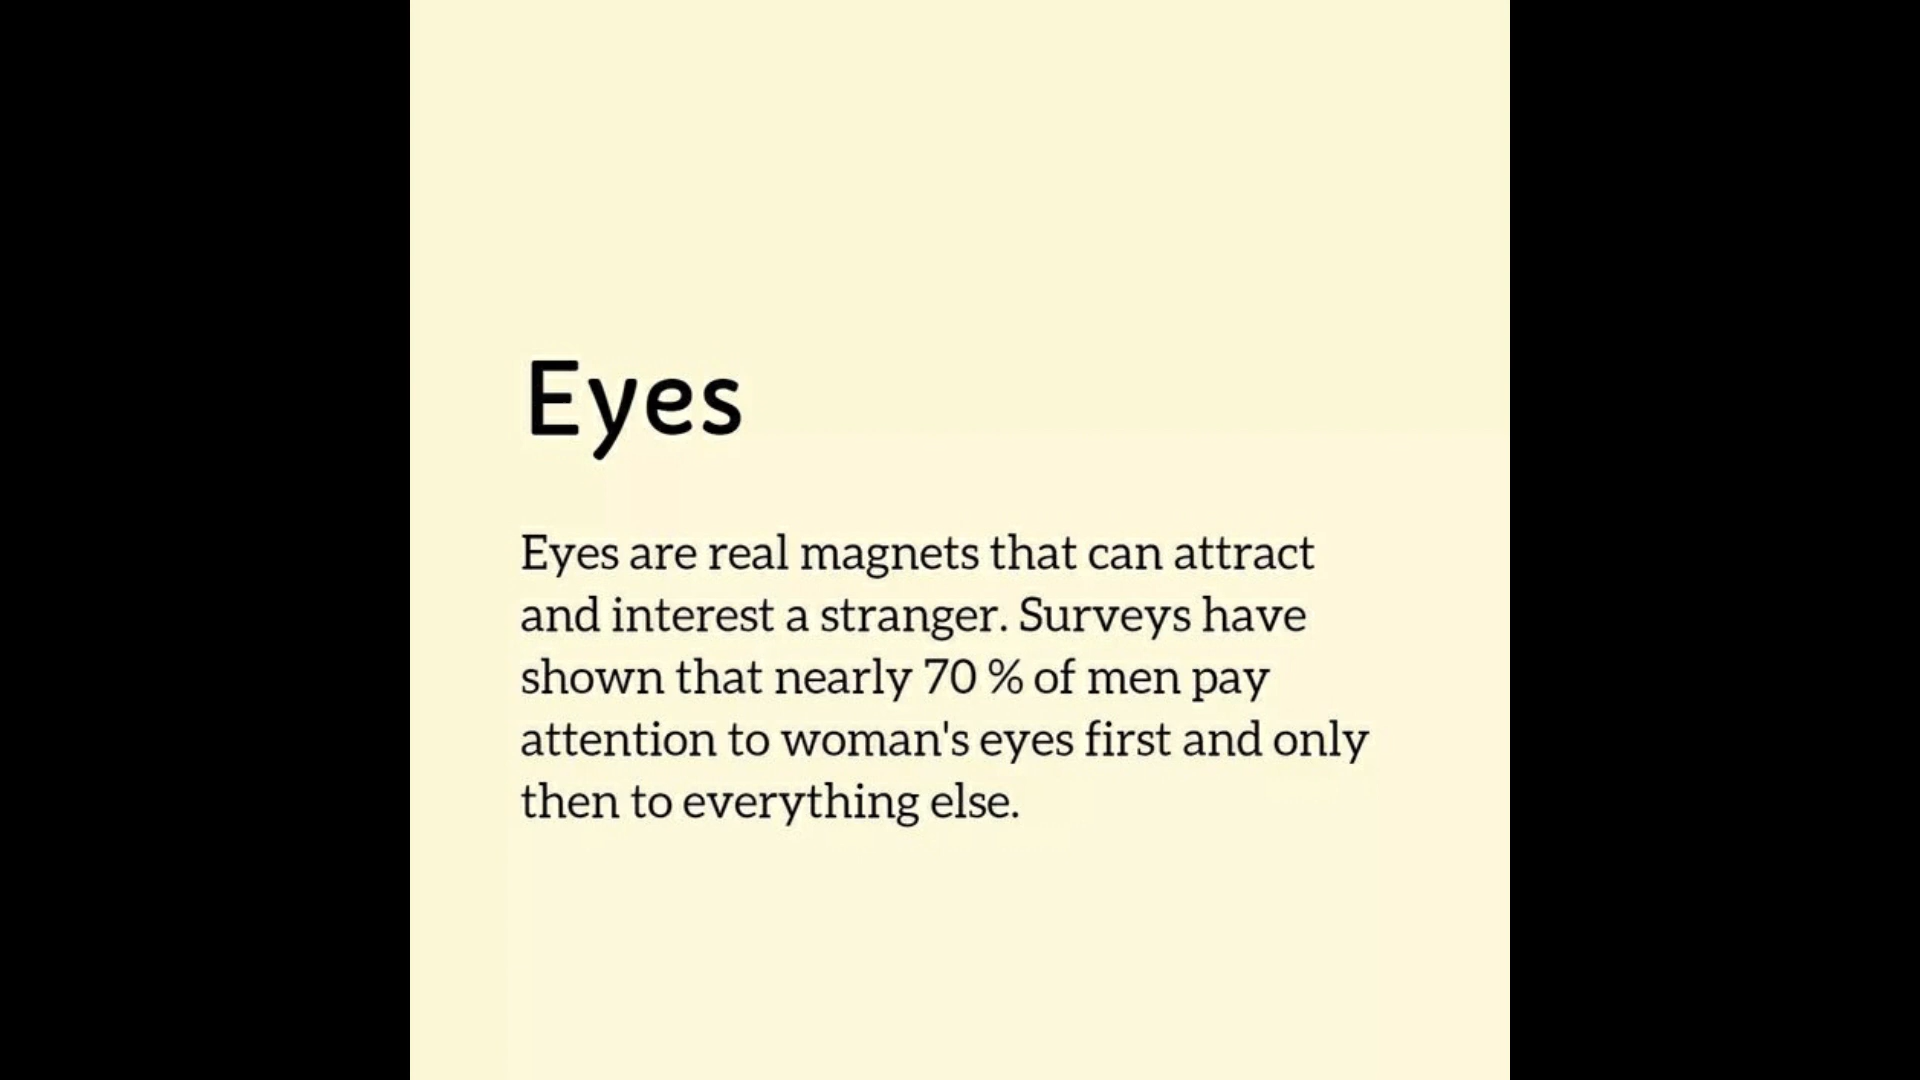 Eyes
Eyes are real magnets that can attract
and interest a stranger. Surveys have
shown that nearly 70 % of men pay
attention to woman's eyes first and only
then to everything else.